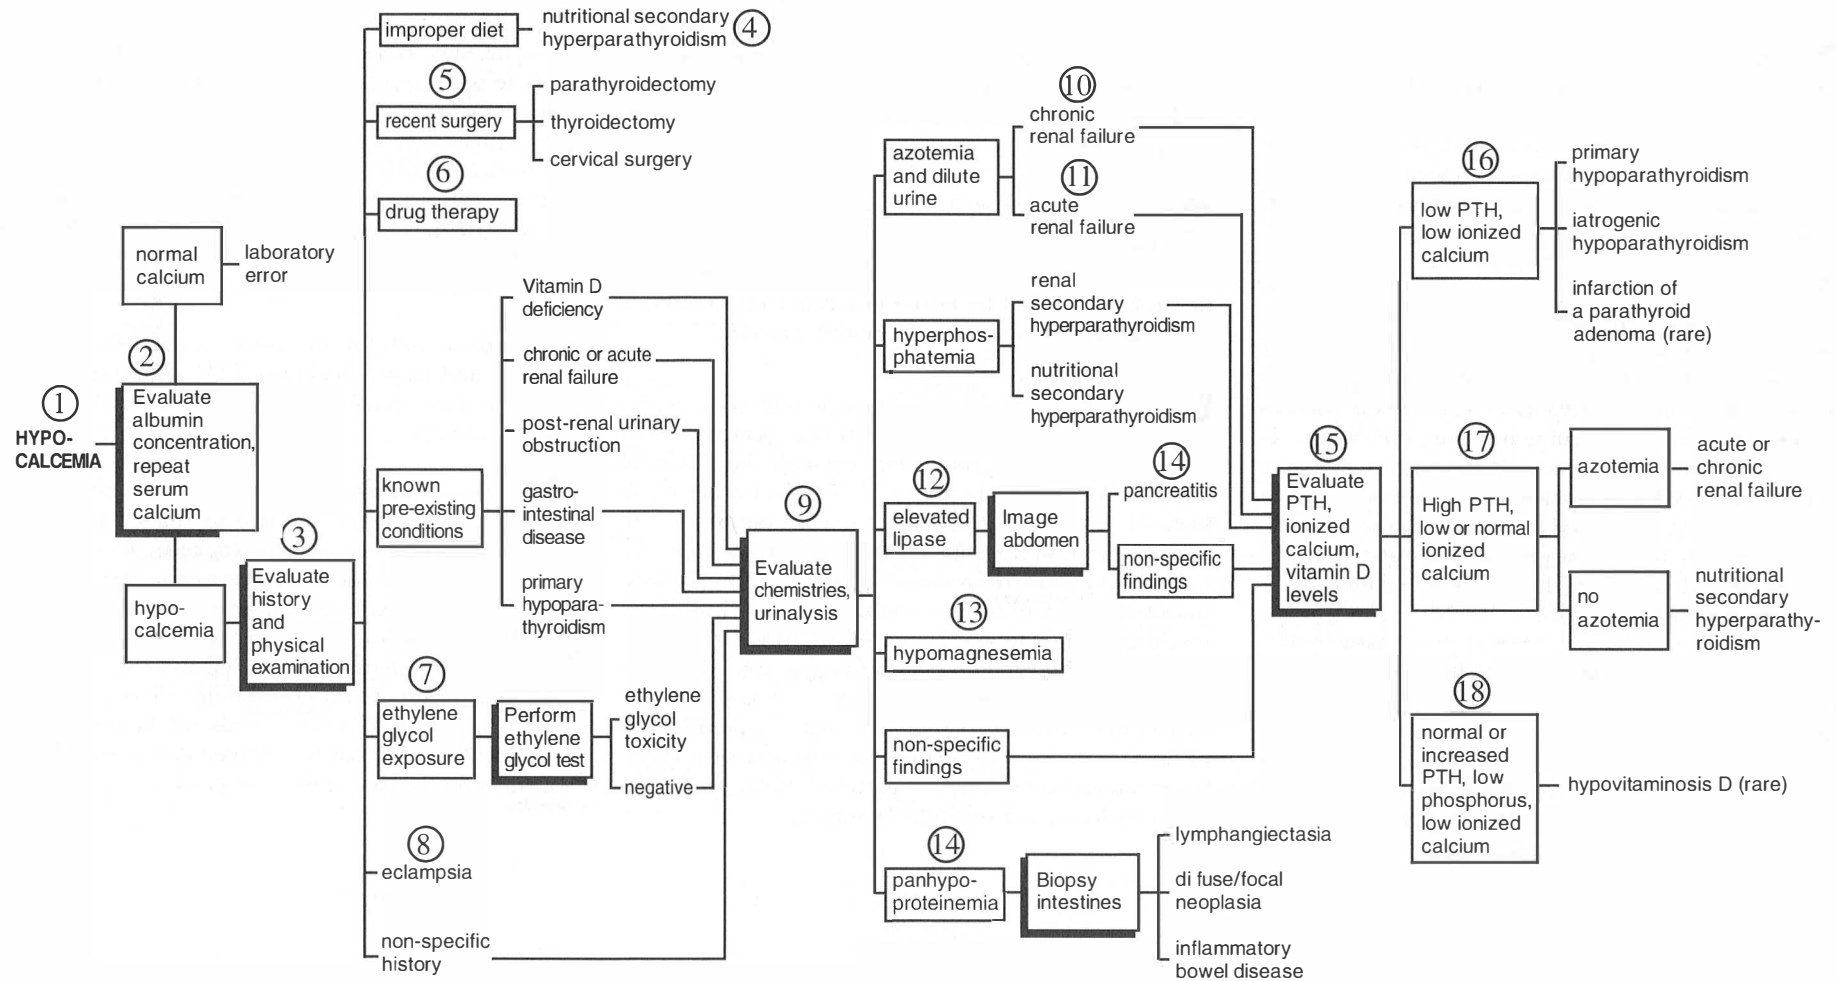 1
HYPO-
CALCEMIA
2
Evaluate
albumin
concentration,
repeat
serum
calcium
normal
calcium
laboratory
error
hypo-
calcemia
3
Evaluate
history
and
physical
examination
improper diet
nutritional secondary
hyperparathyroidism
4
5
recent surgery
parathyroidectomy
thyroidectomy
cervical surgery
6
drug therapy
known
pre-existing
conditions
Vitamin D
deficiency
chronic or acute
renal failure
post-renal urinary
obstruction
gastro-
intestinal
disease
primary
hypopara-
thyroidism
7
ethylene
glycol
exposure
Perform
ethylene
glycol test
ethylene
glycol
toxicity
negative
8
eclampsia
non-specific
history
9
Evaluate
chemistries,
urinalysis
azotemia
and dilute
urine
10
chronic
renal failure
11
acute
renal failure
hyperphos-
phatemia
renal
secondary
hyperparathyroidism
nutritional
secondary
hyperparathyroidism
12
elevated
lipase
Image
abdomen
14
pancreatitis
non-specific
findings
13
hypomagnesemia
non-specific
findings
14
panhypo-
proteinemia
Biopsy
intestines
lymphangiectasia
di fuse/focal
neoplasia
inflammatory
bowel disease
15
Evaluate
PTH,
ionized
calcium,
vitamin D
levels
16
low PTH,
low ionized
calcium
primary
hypoparathyroidism
iatrogenic
hypoparathyroidism
infarction of
a parathyroid
adenoma (rare)
17
High PTH,
low or normal
ionized
calcium
azotemia
acute or
chronic
renal failure
no
azotemia
nutritional
secondary
hyperparathy-
roidism
18
normal or
increased
PTH, low
phosphorus,
low ionized
calcium
hypovitaminosis D (rare)